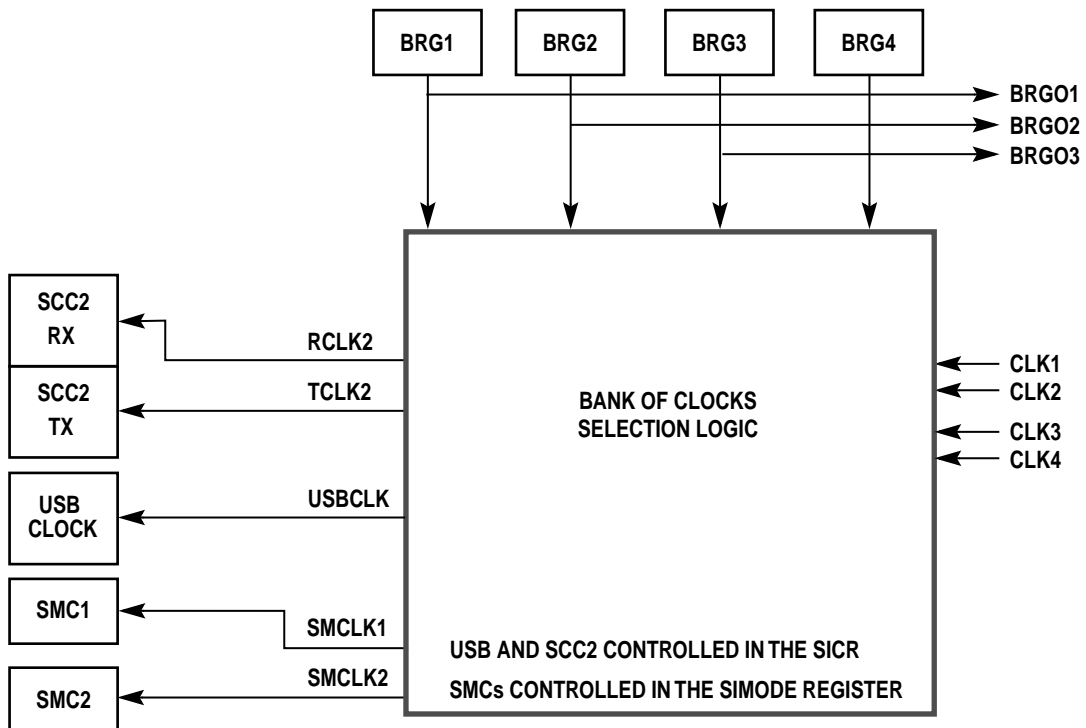 BRG1
BRG2
BRG3
BRG4
BRGO1
BRGO2
BRGO3
SCC2
RX
RCLK2
SCC2
TX
TCLK2
BANK OF CLOCKS
SELECTION LOGIC
CLK1
CLK2
CLK3
CLK4
USB
CLOCK
USBCLK
SMC1
SMCLK1
SMC2
SMCLK2
USB AND SCC2 CONTROLLED IN THE SICR
SMCs CONTROLLED IN THE SIMODE REGISTER